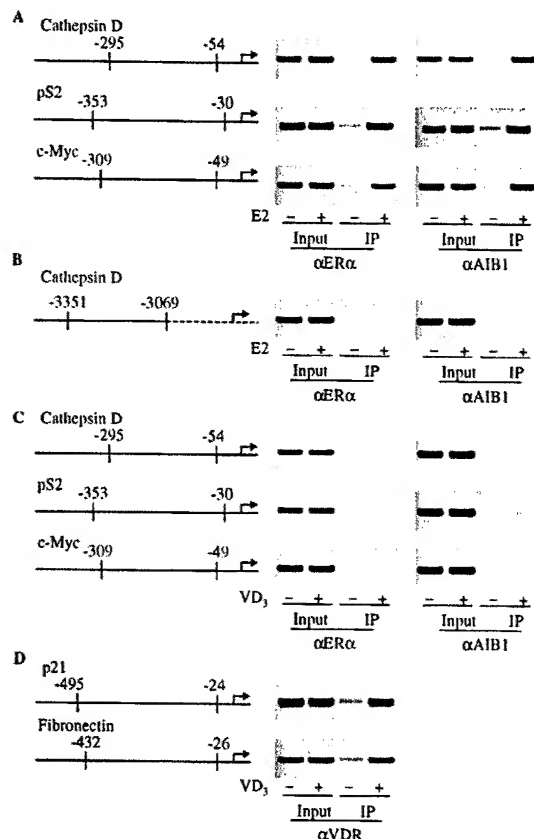 A
Cathepsin D
-295 -54
pS2
-353 -30
c-Myc
-309 -49
E2 − + − + − + − +
Input IP Input IP
αERα αAIB1
B
Cathepsin D
-3351 -3069
E2 − + − + − + − +
Input IP Input IP
αERα αAIB1
C
Cathepsin D
-295 -54
pS2
-353 -30
c-Myc
-309 -49
VD3 − + − + − + − +
Input IP Input IP
αERα αAIB1
D
p21
-495 -24
Fibronectin
-432 -26
VD3 − + − +
Input IP
αVDR